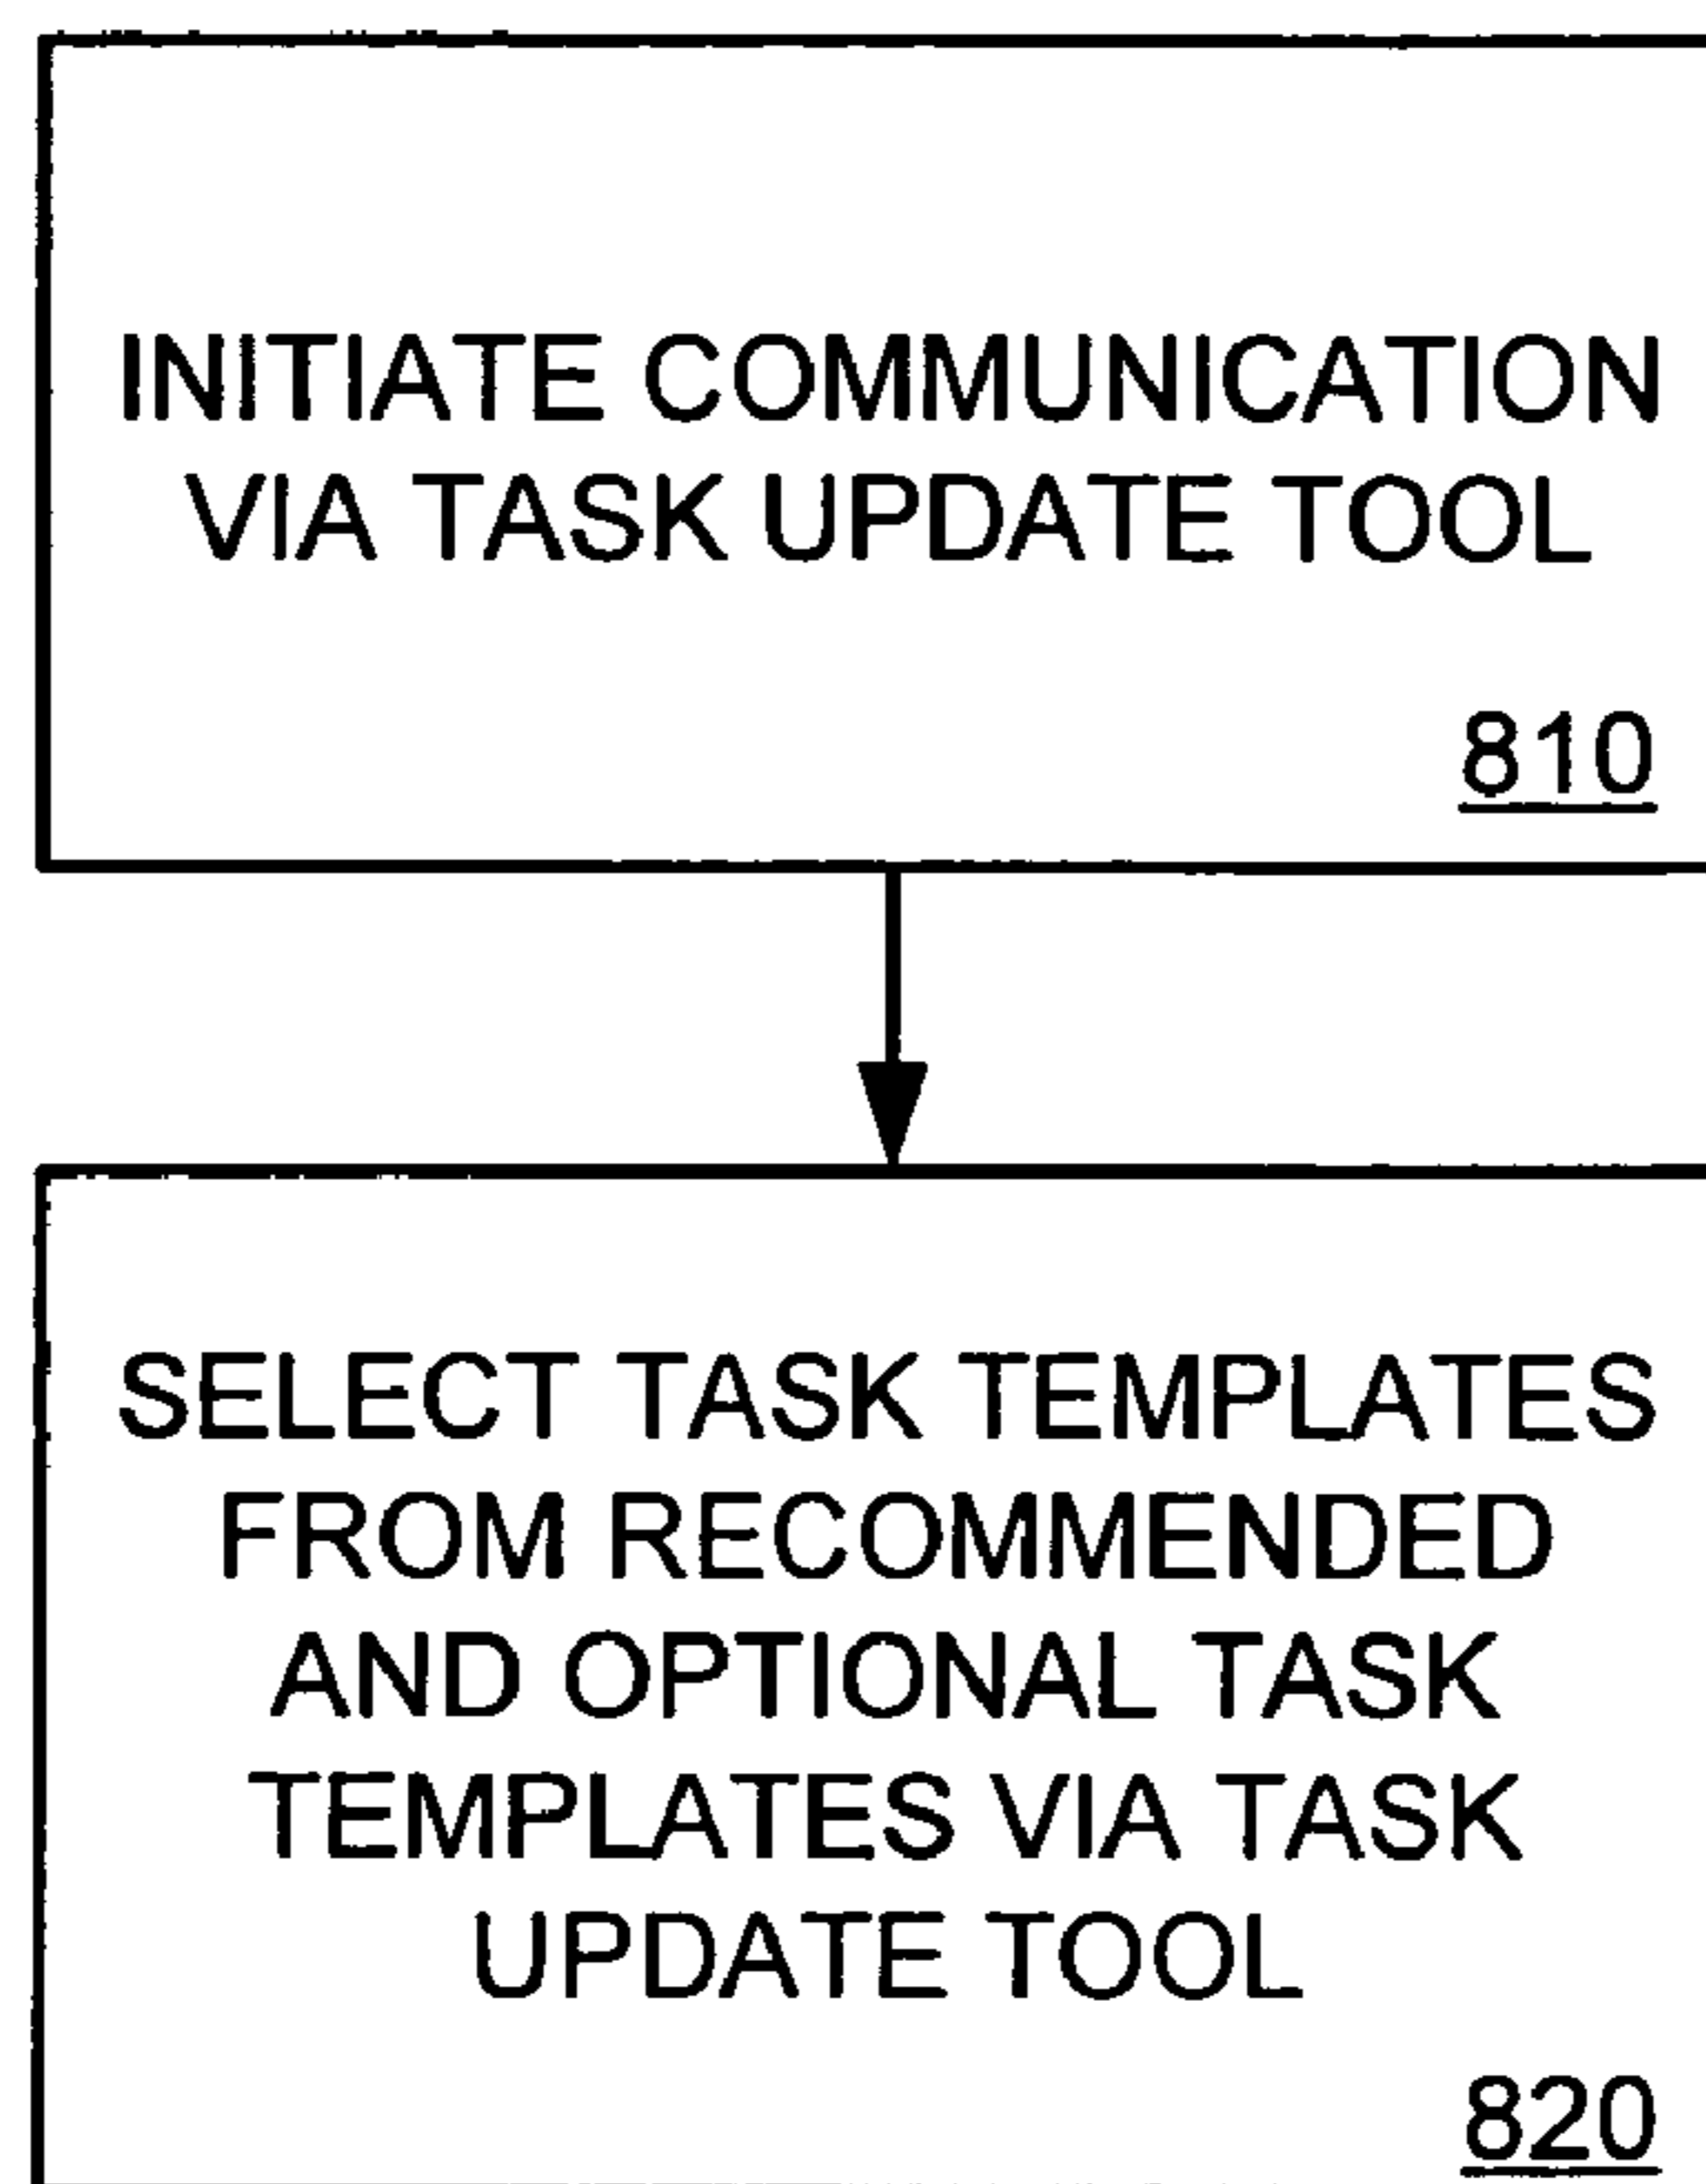 INITIATE COMMUNICATION
VIA TASK UPDATE TOOL
810
SELECT TASK TEMPLATES
FROM RECOMMENDED
AND OPTIONAL TASK
TEMPLATES VIA TASK
UPDATE TOOL
820